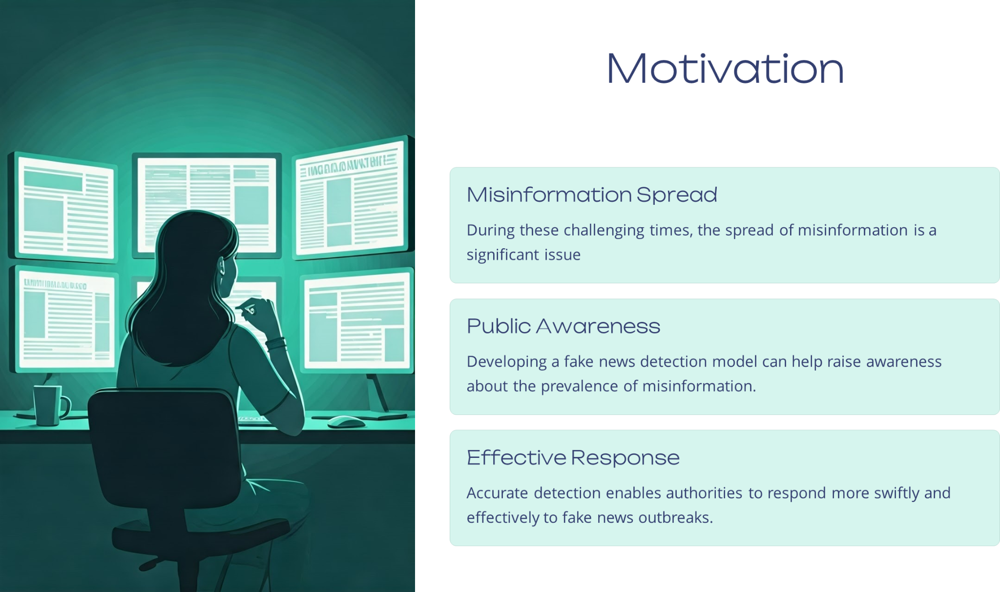 Motivation
Misinformation Spread
During these challenging times, the spread of misinformation is a
significant issue
Public Awareness
Developing a fake news detection model can help raise awareness
about the prevalence of misinformation.
Effective Response
Accurate detection enables authorities to respond more swiftly and
effectively to fake news outbreaks.